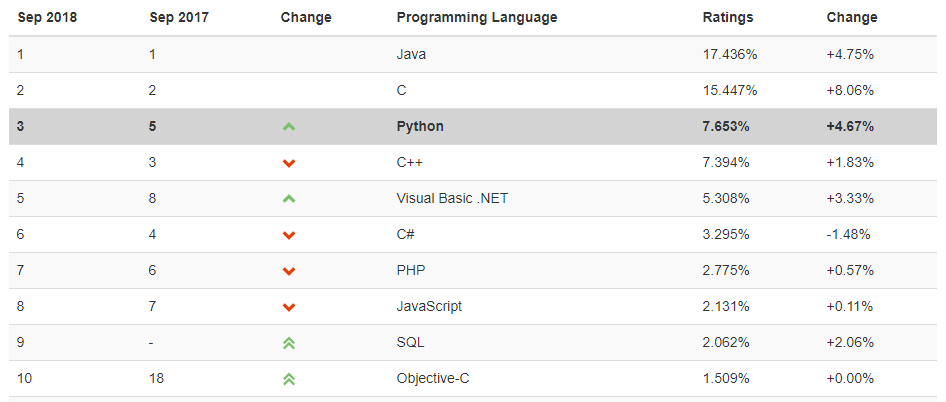 Sep 2018 Sep 2017 Change Programming Language Ratings Change
1 1 Java 17.436% +4.75%
2 2 C 15.447% +8.06%
3 5 Python 7.653% +4.67%
4 3 C++ 7.394% +1.83%
5 8 Visual Basic .NET 5.308% +3.33%
6 4 C# 3.295% -1.48%
7 6 PHP 2.775% +0.57%
8 7 JavaScript 2.131% +0.11%
9 - SQL 2.062% +2.06%
10 18 Objective-C 1.509% +0.00%